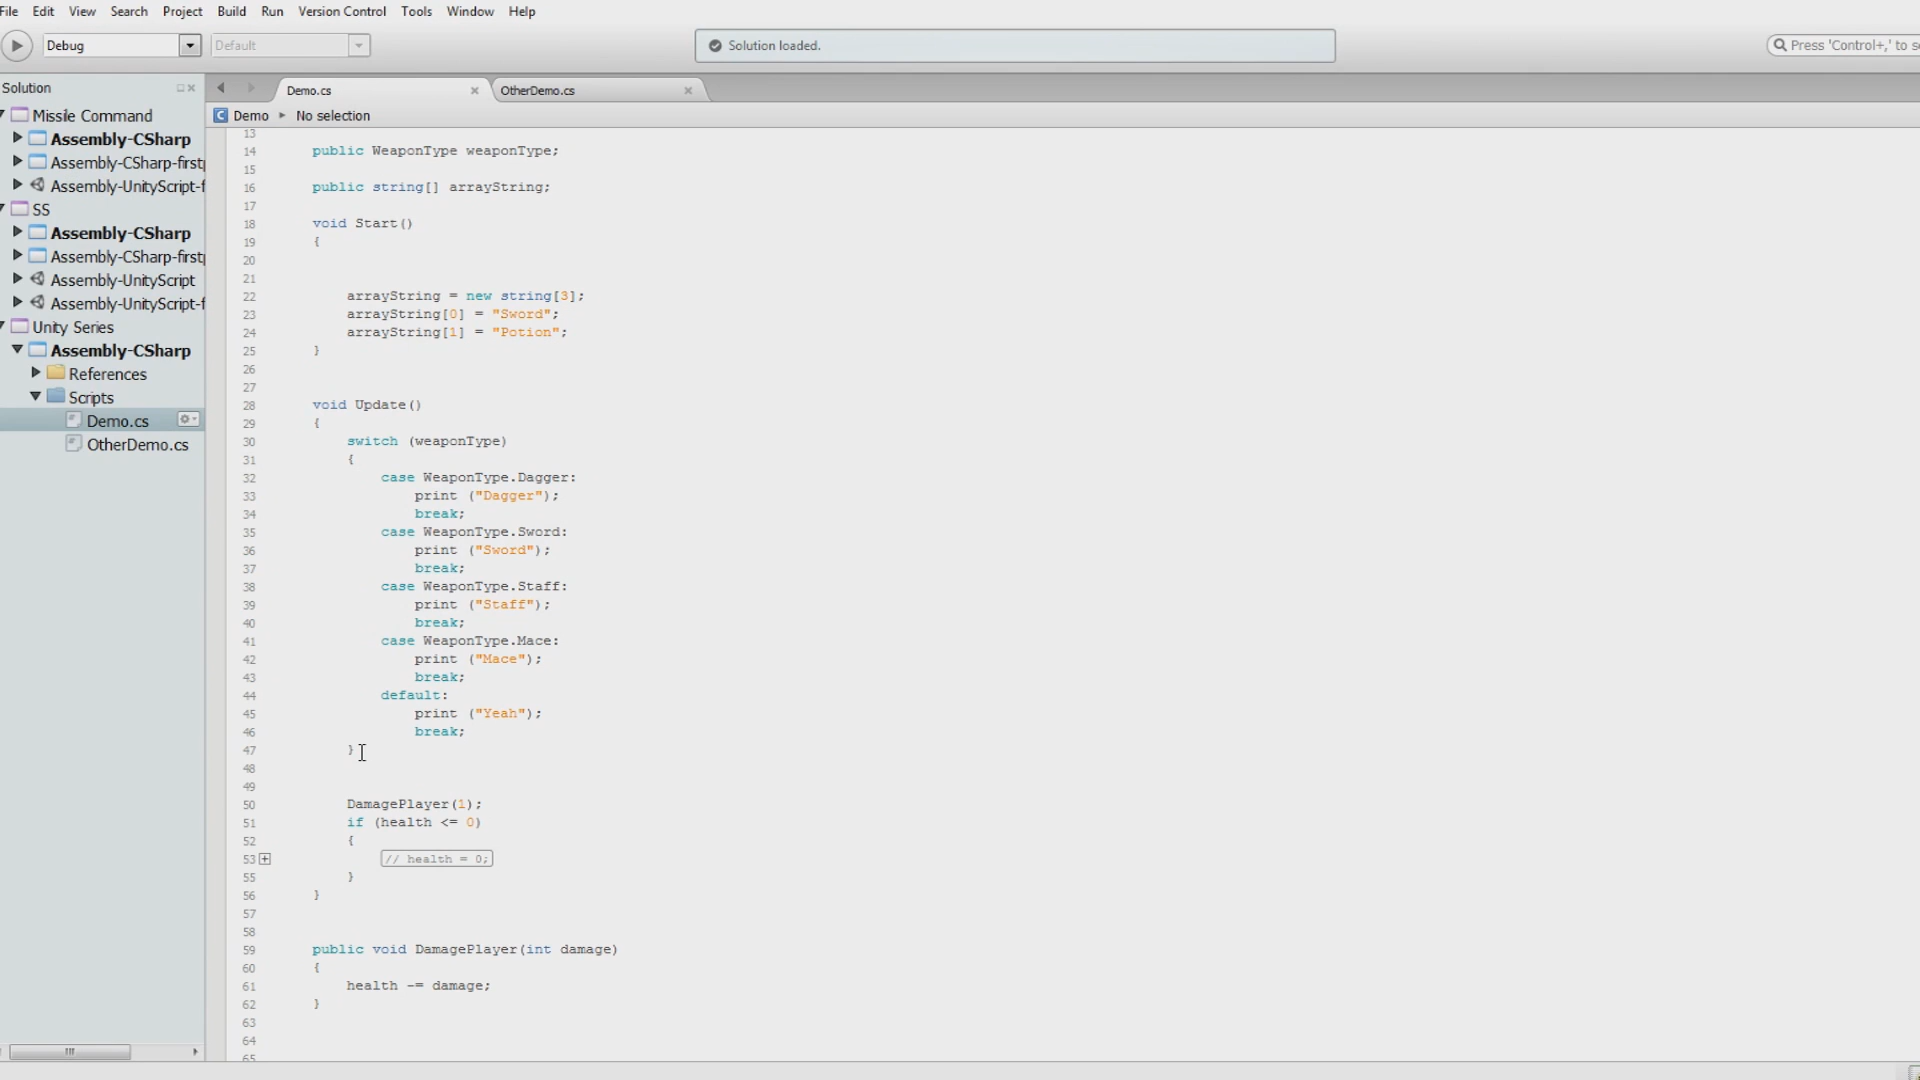 File Edit View Search Project Build Run Version Control Tools Window Help
Debug Default Solution loaded. Press 'Control+,' to s
Solution
Missile Command
Assembly-CSharp
Assembly-CSharp-firstp
Assembly-UnityScript-f
SS
Assembly-CSharp
Assembly-CSharp-firstp
Assembly-UnityScript
Assembly-UnityScript-f
Unity Series
Assembly-CSharp
References
Scripts
Demo.cs
OtherDemo.cs
Demo.cs OtherDemo.cs
Demo No selection
13
14 public WeaponType weaponType;
15
16 public string[] arrayString;
17
18 void Start()
19 {
20
21
22 arrayString = new string[3];
23 arrayString[0] = "Sword";
24 arrayString[1] = "Potion";
25 }
26
27
28 void Update()
29 {
30 switch (weaponType)
31 {
32 case WeaponType.Dagger:
33 print ("Dagger");
34 break;
35 case WeaponType.Sword:
36 print ("Sword");
37 break;
38 case WeaponType.Staff:
39 print ("Staff");
40 break;
41 case WeaponType.Mace:
42 print ("Mace");
43 break;
44 default:
45 print ("Yeah");
46 break;
47 }
48
49
50 DamagePlayer(1);
51 if (health <= 0)
52 {
53 // health = 0;
55 }
56 }
57
58
59 public void DamagePlayer(int damage)
60 {
61 health -= damage;
62 }
63
64
65